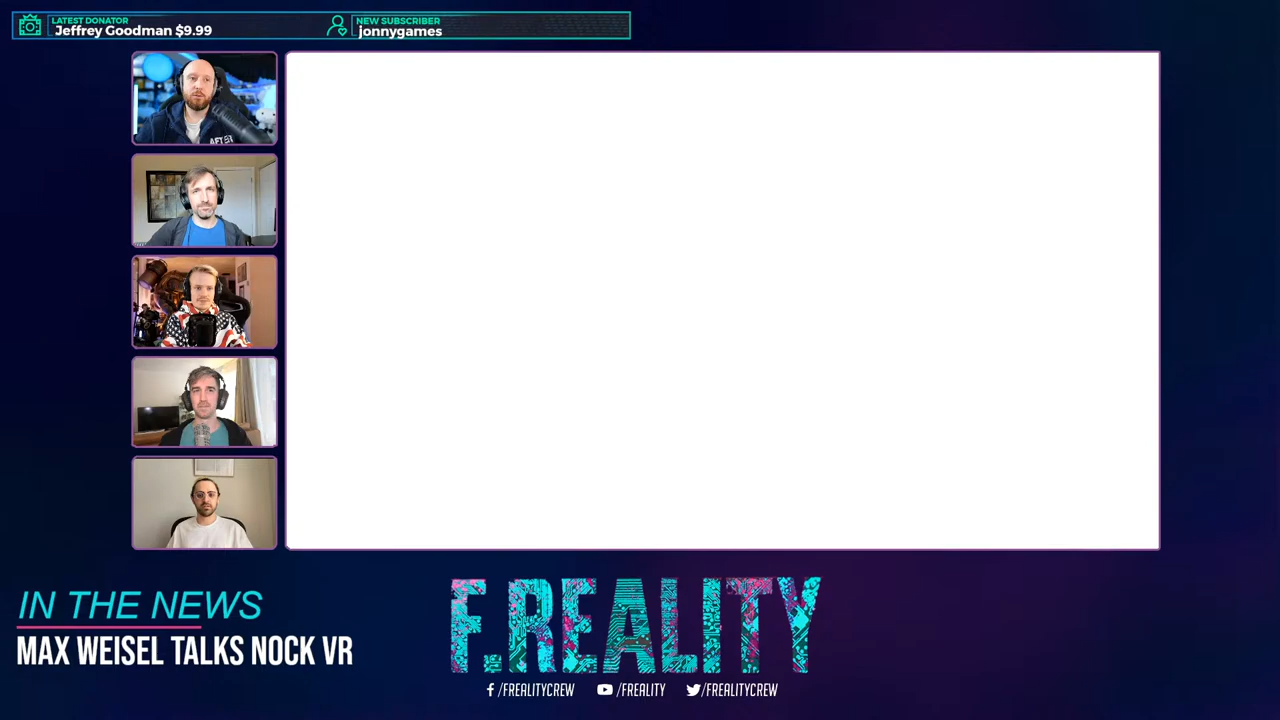 LATEST DONATOR
Jeffrey Goodman $9.99
NEW SUBSCRIBER
jonnygames
IN THE NEWS
MAX WEISEL TALKS NOCK VR
F.REALITY
/FREALITYCREW
/FREALITY
/FREALITYCREW